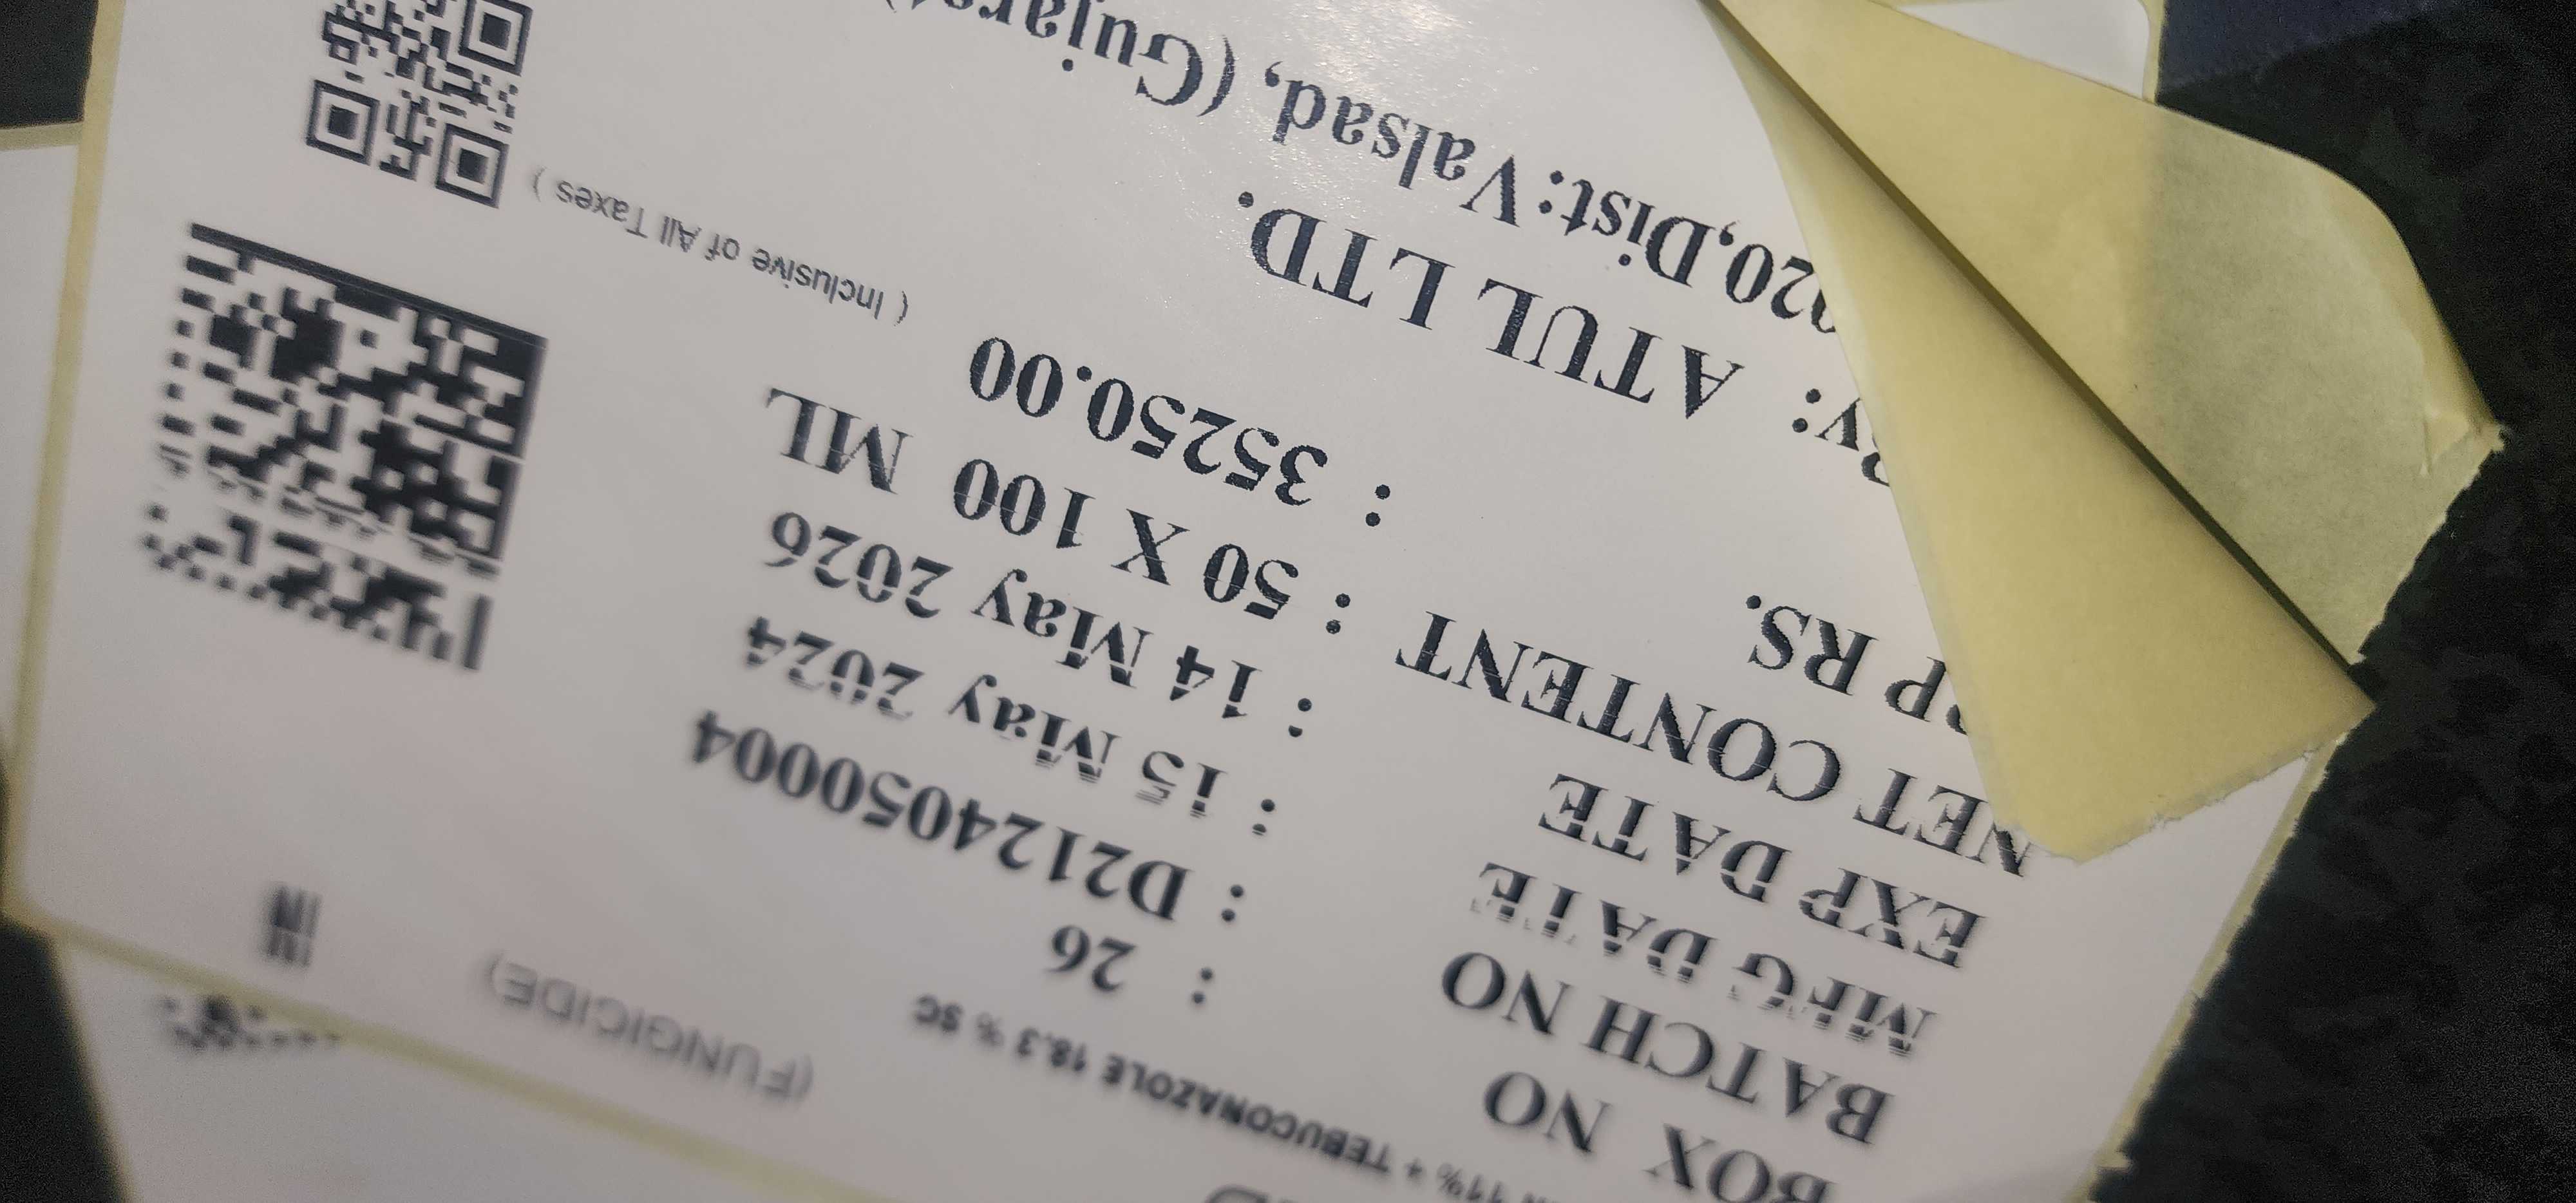 11% + TEBUCONAZOLE 18.3 % SC
(FUNGICIDE)
BOX NO : 26
BATCH NO : D2124050004
MFG DATE : 15 May 2024
EXP DATE : 14 May 2026
NET CONTENT : 50 X 100 ML
RS. : 35250.00
( Inclusive of All Taxes )
By: ATUL LTD.
020,Dist:Valsad, (Gujarat)